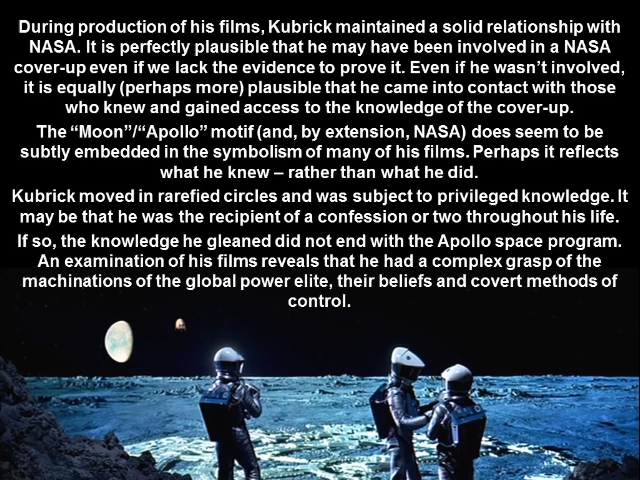 During production of his films, Kubrick maintained a solid relationship with
NASA. It is perfectly plausible that he may have been involved in a NASA
cover-up even if we lack the evidence to prove it. Even if he wasn’t involved,
it is equally (perhaps more) plausible that he came into contact with those
who knew and gained access to the knowledge of the cover-up.
The “Moon”/“Apollo” motif (and, by extension, NASA) does seem to be
subtly embedded in the symbolism of many of his films. Perhaps it reflects
what he knew – rather than what he did.
Kubrick moved in rarefied circles and was subject to privileged knowledge. It
may be that he was the recipient of a confession or two throughout his life.
If so, the knowledge he gleaned did not end with the Apollo space program.
An examination of his films reveals that he had a complex grasp of the
machinations of the global power elite, their beliefs and covert methods of
control.